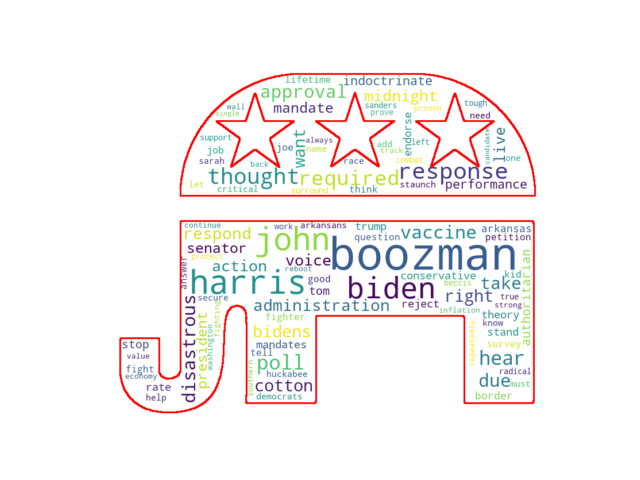 lifetime indoctrinate
approval midnight
wall mandate sanders proven tough
single prove need
support always add left candidate
job joe want name endorse live
sarah back race track combat one
thought required response
let critical surround think staunch performance
continue work arkansans trump arkansas
respond john question vaccine petition
senator voice boozman
answer protect action reboot good conservative kid authoritarian
harris tom biden beccis take
secure administration reject right true
disastrous president fighting inflation strong
washington fighter theory
bidens know
stop mandates repeatedly stand
value tell survey
fight poll hear
economy southern huckabee radical
rate cotton due must
help democrats border